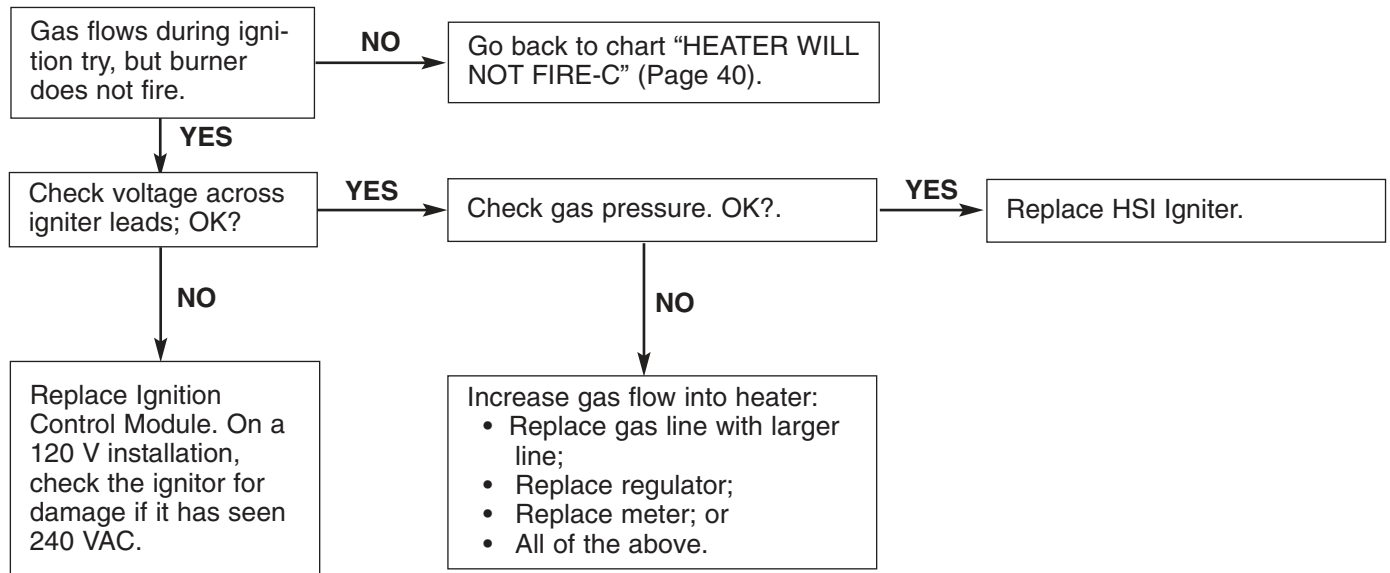 Gas flows during igni-
tion try, but burner
does not fire.
NO
Go back to chart “HEATER WILL
NOT FIRE-C” (Page 40).
YES
Check voltage across
igniter leads; OK?
YES
Check gas pressure. OK?.
YES
Replace HSI Igniter.
NO
Replace Ignition
Control Module. On a
120 V installation,
check the ignitor for
damage if it has seen
240 VAC.
NO
Increase gas flow into heater:
• Replace gas line with larger
line;
• Replace regulator;
• Replace meter; or
• All of the above.